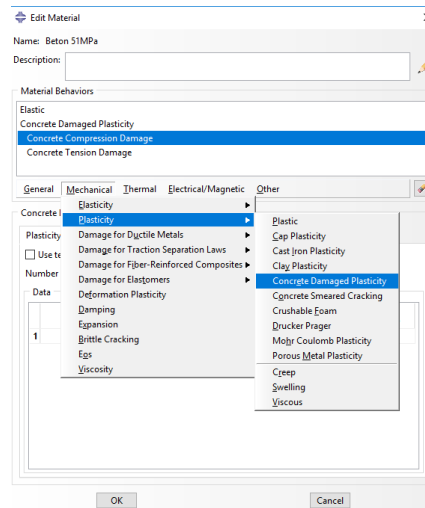 Edit Material
Name: Beton 51MPa
Description:
Material Behaviors
Elastic
Concrete Damaged Plasticity
Concrete Compression Damage
Concrete Tension Damage
General Mechanical Thermal Electrical/Magnetic Other
Concrete
Plasticity
Use te
Number
Data
1
Elasticity
Plasticity
Damage for Ductile Metals
Damage for Traction Separation Laws
Damage for Fiber-Reinforced Composites
Damage for Elastomers
Deformation Plasticity
Damping
Expansion
Brittle Cracking
Eos
Viscosity
Plastic
Cap Plasticity
Cast Iron Plasticity
Clay Plasticity
Concrete Damaged Plasticity
Concrete Smeared Cracking
Crushable Foam
Drucker Prager
Mohr Coulomb Plasticity
Porous Metal Plasticity
Creep
Swelling
Viscous
OK Cancel